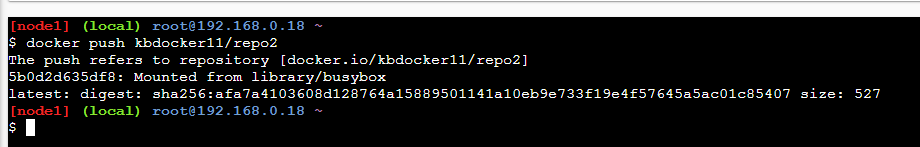 [node1] (local) root@192.168.0.18 ~
$ docker push kbdocker11/repo2
The push refers to repository [docker.io/kbdocker11/repo2]
5b0d2d635df8: Mounted from library/busybox
latest: digest: sha256:afa7a4103608d128764a15889501141a10eb9e733f19e4f57645a5ac01c85407 size: 527
[node1] (local) root@192.168.0.18 ~
$